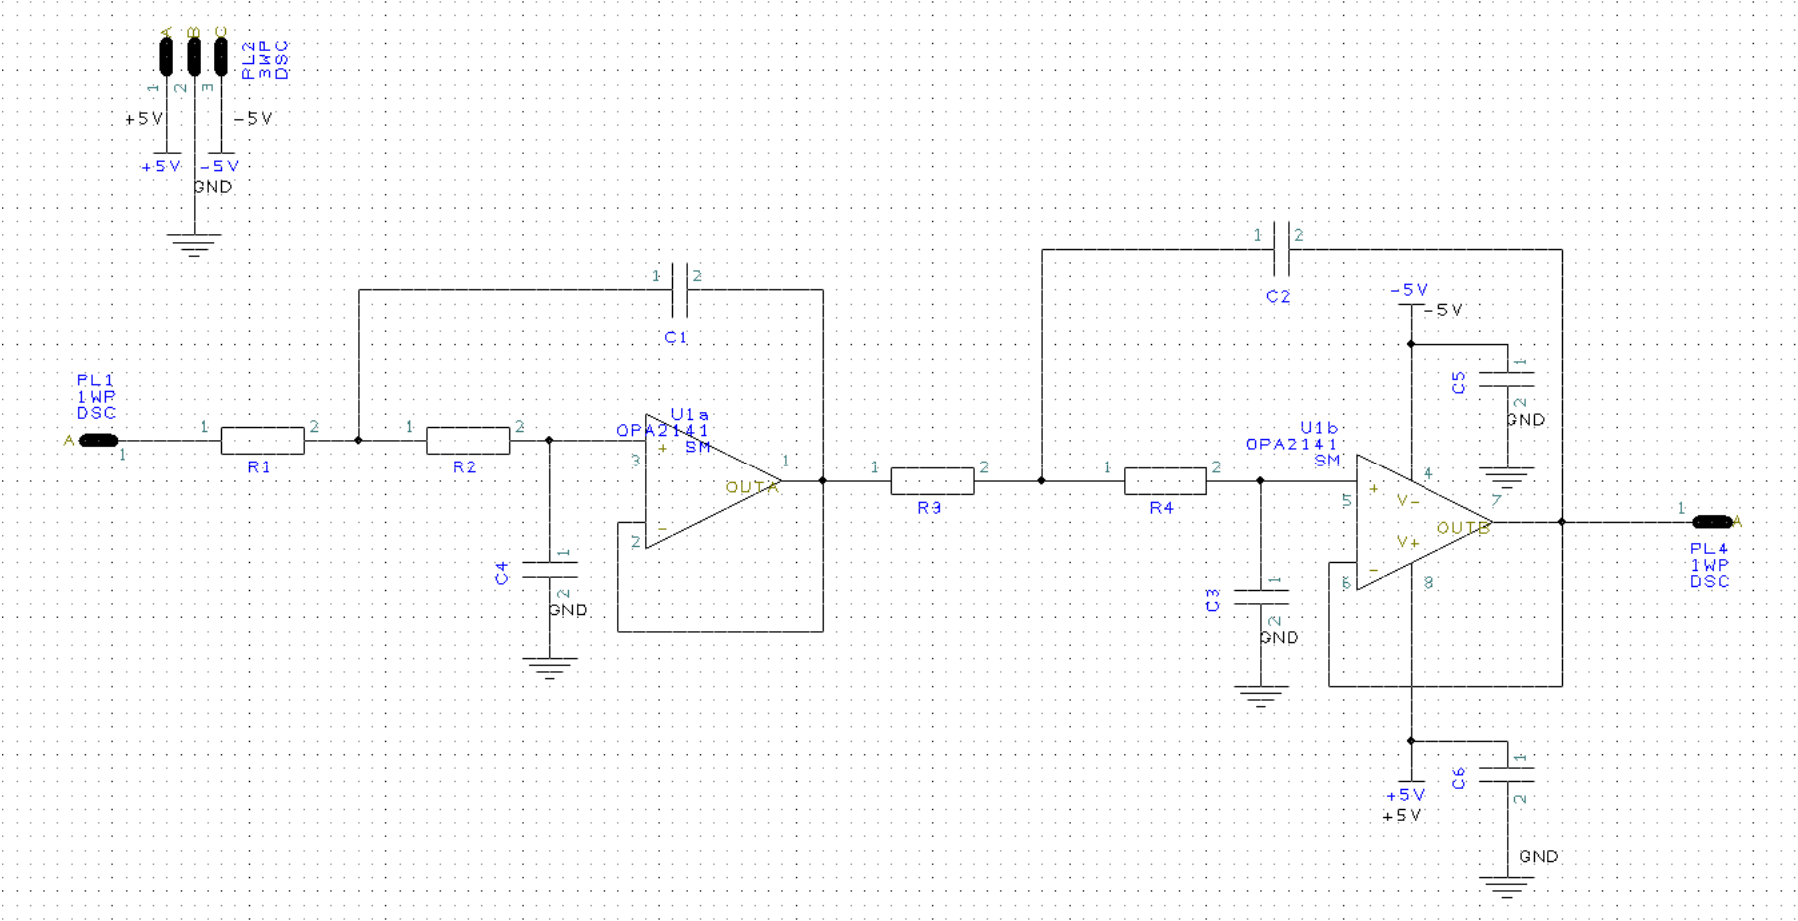 A B C
PL2
3WP
DSC
1 2 3
+5V
-5V
+5V
-5V
GND
1 2
C1
1 2
C2
-5V
-5V
1
C5
2
GND
PL1
1WP
DSC
A
1
1 2
R1
1 2
R2
U1a
OPA2141
SM
+
3
1
OUTA
-
2
1
C4
2
GND
1 2
R3
1 2
R4
U1b
OPA2141
SM
+
5
4
V-
7
OUTB
V+
-
6
8
1
C3
2
GND
1
A
PL4
1WP
DSC
1
C6
2
+5V
+5V
GND